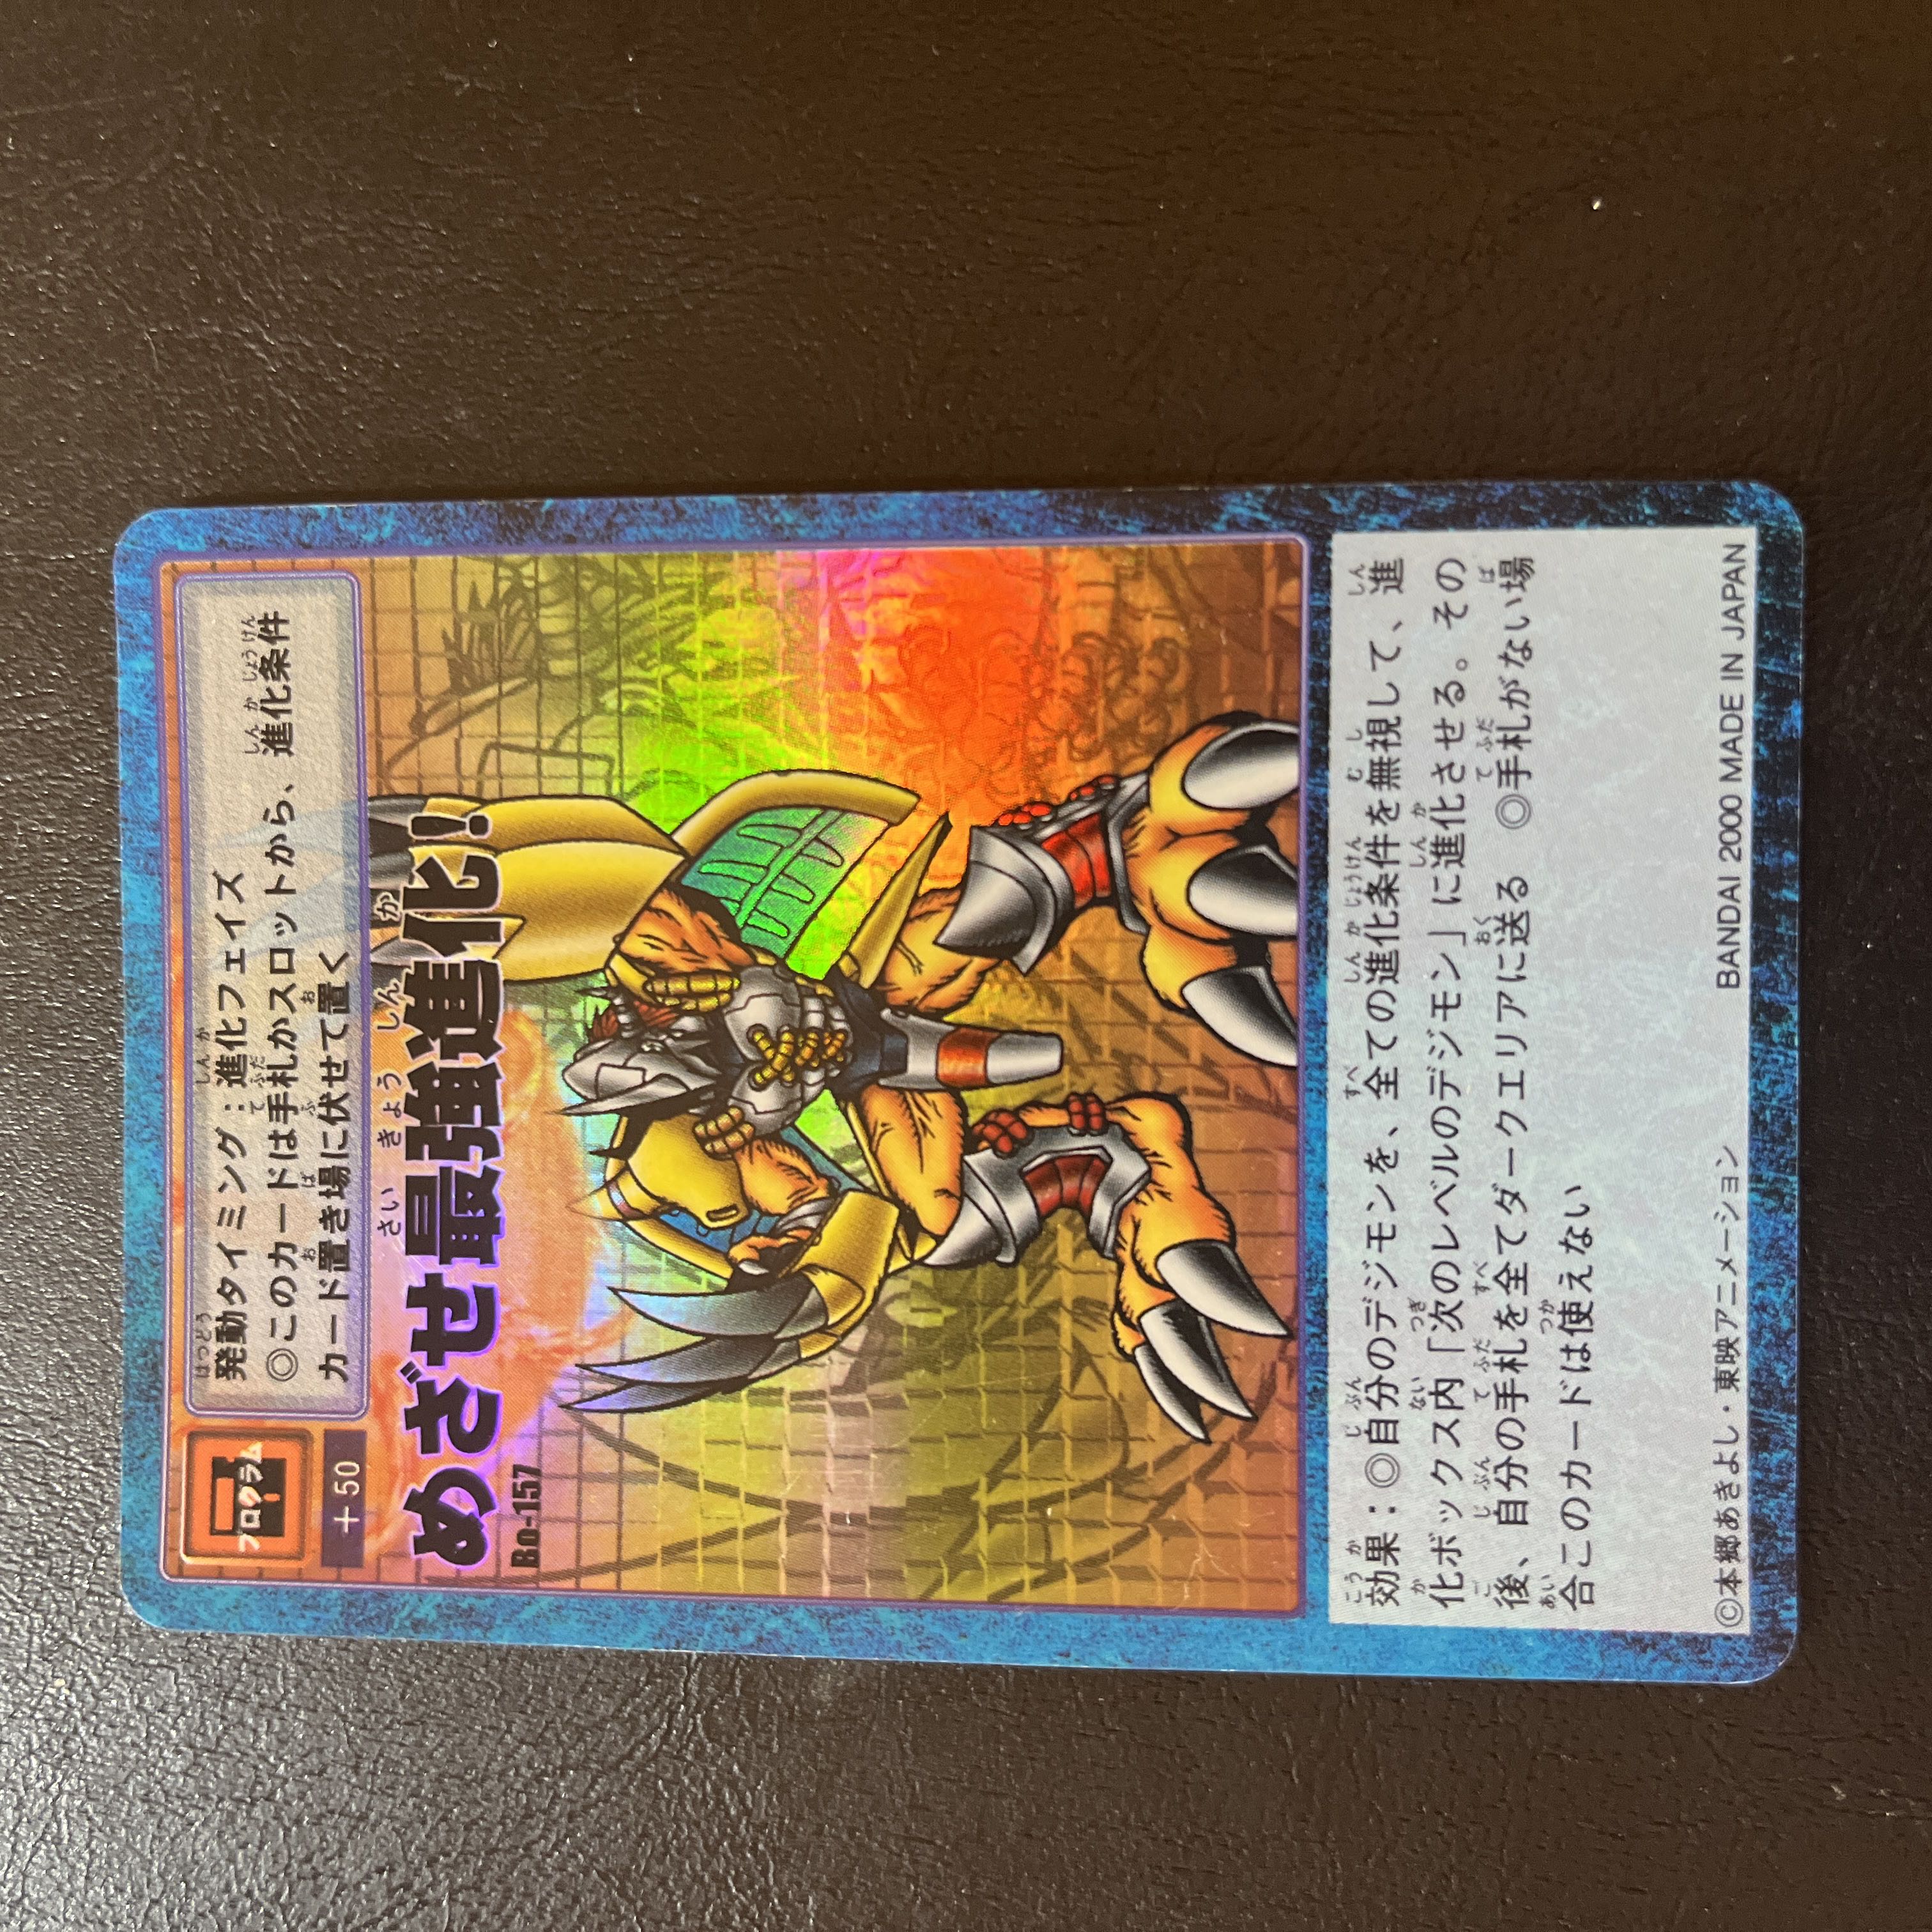 プログラム
+50
発動タイミング：進化フェイズ
◎このカードは手札かスロットから、進化条件
カード置き場に伏せて置く
めざせ最強進化！
Bo-157
効果：◎自分のデジモンを、全ての進化条件を無視して、進
化ボックス内「次のレベルのデジモン」に進化させる。その
後、自分の手札を全てダークエリアに送る　◎手札がない場
合このカードは使えない
©本郷あきよし・東映アニメーション　BANDAI 2000 MADE IN JAPAN